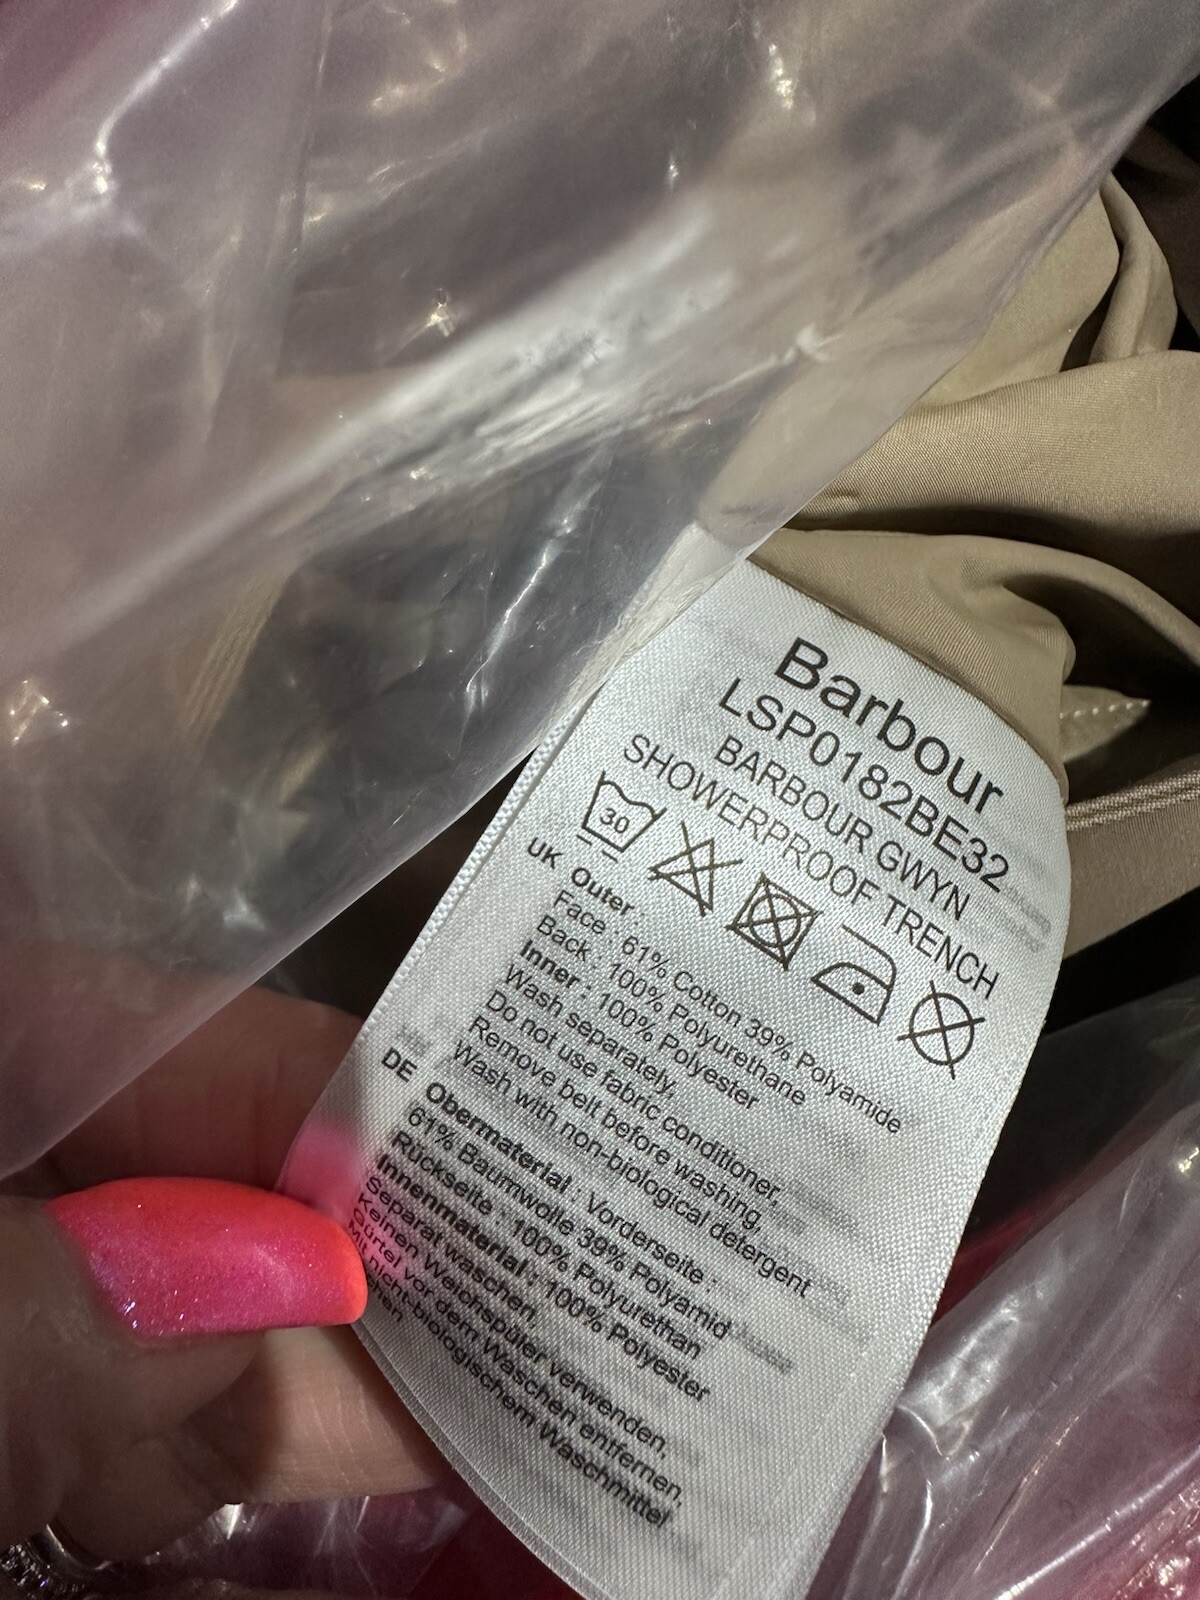 Barbour
LSP0182BE32
BARBOUR GWYN
SHOWERPROOF TRENCH
30
UK Outer :
Face : 61% Cotton 39% Polyamide
Back : 100% Polyurethane
Inner : 100% Polyester
Wash separately,
Do not use fabric conditioner,
Remove belt before washing,
Wash with non-biological detergent
DE Obermaterial : Vorderseite :
61% Baumwolle 39% Polyamid
Rückseite : 100% Polyurethan
Innenmaterial : 100% Polyester
Separat waschen,
Keinen Weichspüler verwenden,
Gürtel vor dem Waschen entfernen,
Mit nicht-biologischem Waschmittel